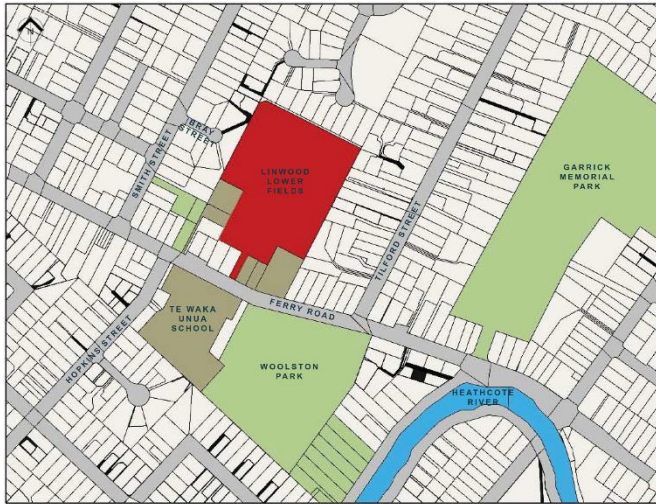 N
BRAY
STREET
SMITH STREET
LINWOOD
LOWER
FIELDS
GARRICK
MEMORIAL
PARK
TILFORD STREET
TE WAKA
UNUA
SCHOOL
FERRY ROAD
HOPKINS STREET
WOOLSTON
PARK
HEATHCOTE
RIVER